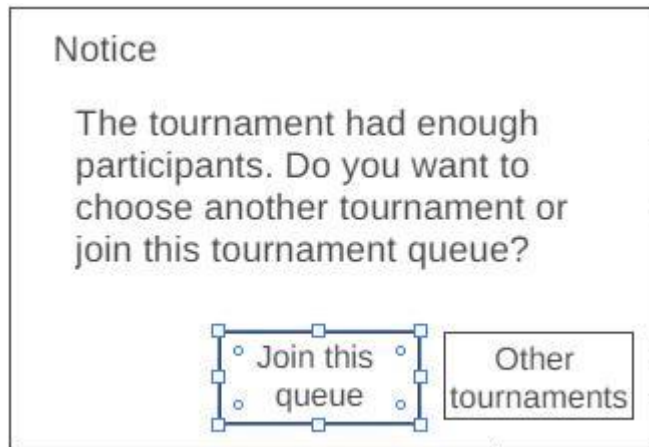 Notice
The tournament had enough
participants. Do you want to
choose another tournament or
join this tournament queue?
Join this
queue
Other
tournaments